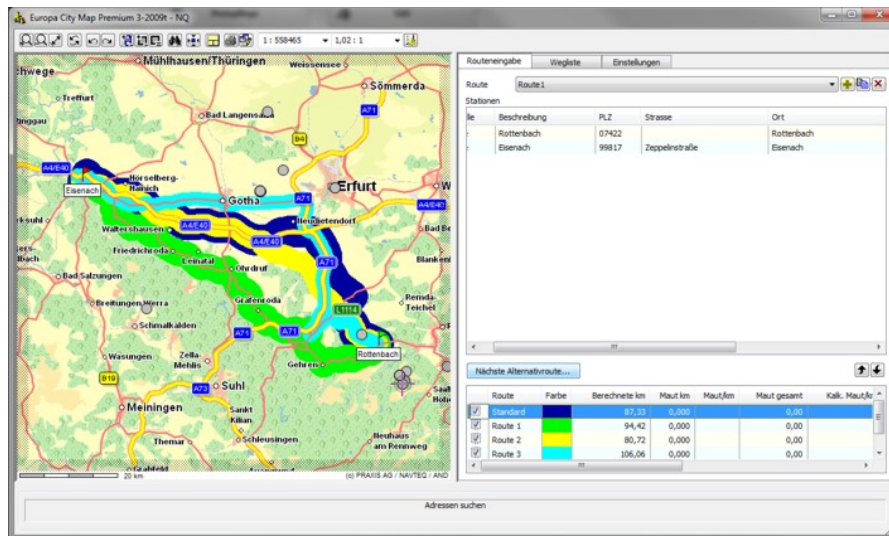 Europa City Map Premium 3-2009t - NQ
1 : 558465
1,02 : 1
Mühlhausen/Thüringen
Weissensee
Sömmerda
Treffurt
Bad Langensalza
A71
B4
A4/E40
Eisenach
Hörselberg-
Hainich
Gotha
A71
Erfurt
A4/E40
Neudietendorf
Waltershausen
A4/E40
A4/E40
Friedrichroda
Leinatal
Ohrdruf
A71
Bad Salzungen
Breitungen/Werra
Gräfenroda
L1114
Remda-
Teichel
Schmalkalden
A71
A71
Rottenbach
Wasungen
Zella-
Mehlis
Gehren
B19
A73
Suhl
Meiningen
Sankt
Kilian
Themar
Schleusingen
Neuhaus
am Rennweg
20 km
(c) PRAXIS AG / NAVTEQ / AND
Routeneingabe
Wegliste
Einstellungen
Route
Route1
Stationen
Beschreibung
PLZ
Strasse
Ort
Rottenbach
07422
Rottenbach
Eisenach
99817
Zeppelinstraße
Eisenach
Nächste Alternativroute...
Route
Farbe
Berechnete km
Maut km
Maut/km
Maut gesamt
Kalk. Maut/k
Standard
87,33
0,000
0,00
Route 1
94,42
0,000
0,00
Route 2
80,72
0,000
0,00
Route 3
106,06
0,000
0,00
Adressen suchen